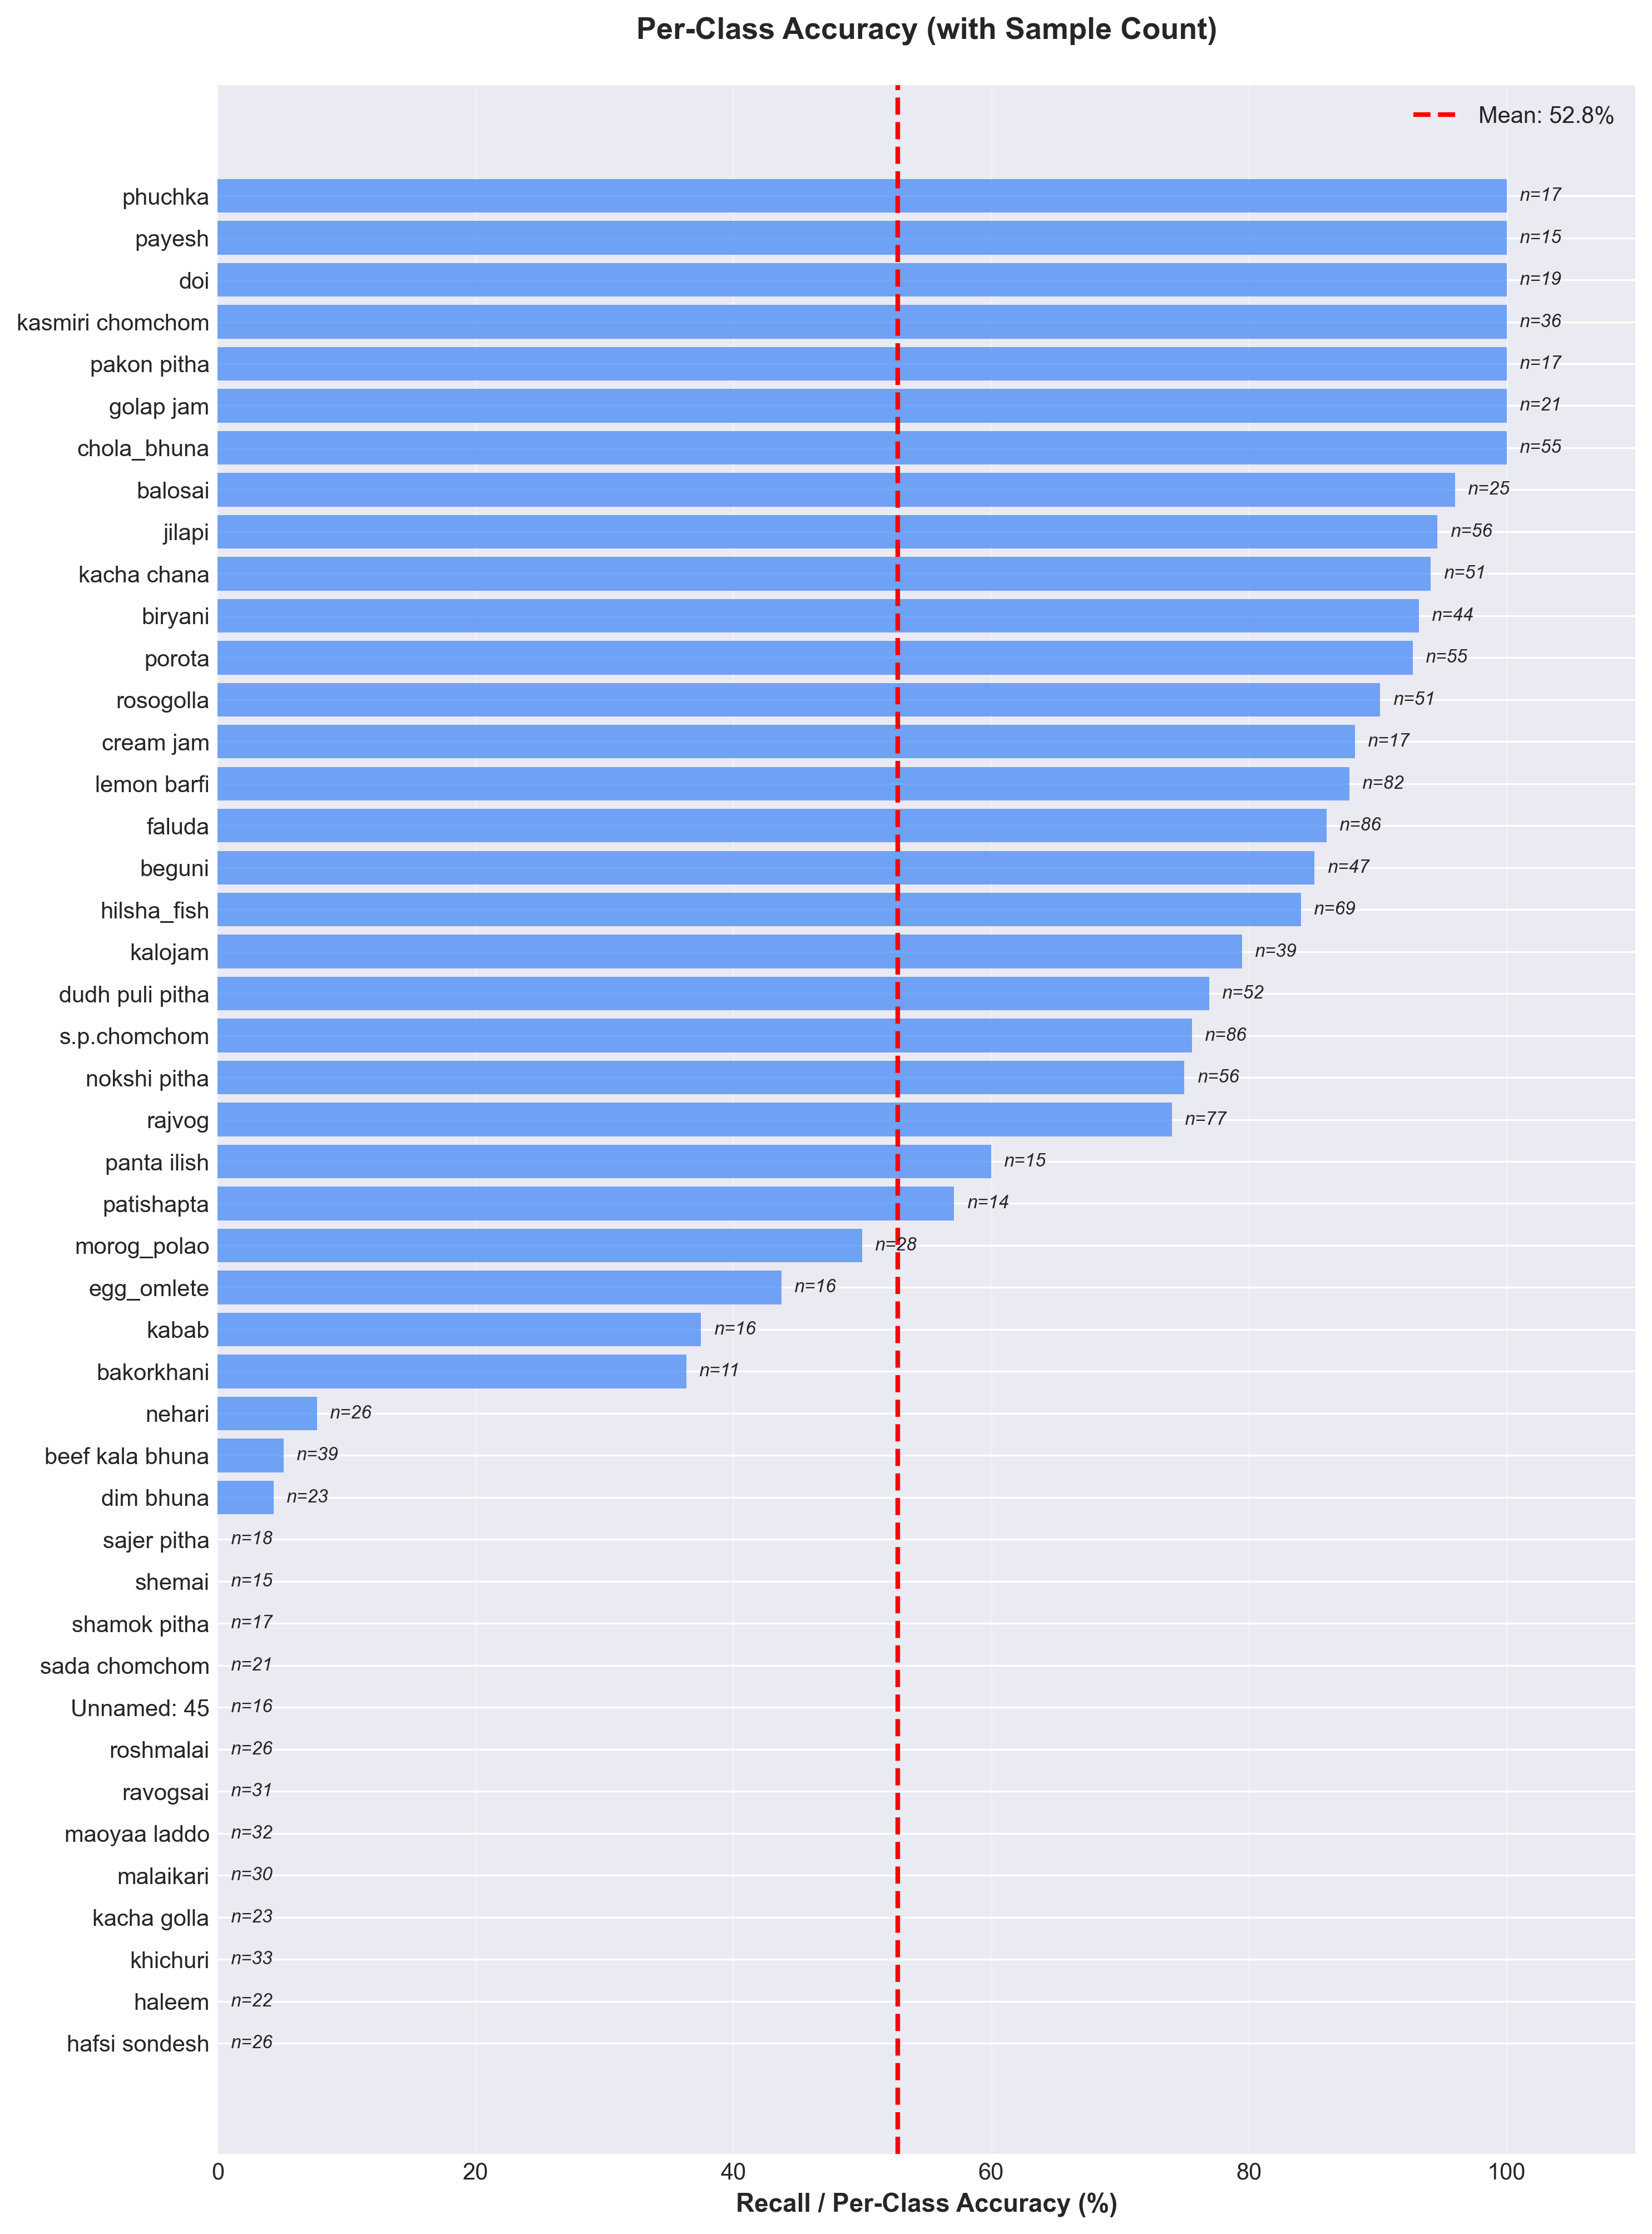 Per-Class Accuracy (with Sample Count)
Mean: 52.8%
phuchka n=17
payesh n=15
doi n=19
kasmiri chomchom n=36
pakon pitha n=17
golap jam n=21
chola_bhuna n=55
balosai n=25
jilapi n=56
kacha chana n=51
biryani n=44
porota n=55
rosogolla n=51
cream jam n=17
lemon barfi n=82
faluda n=86
beguni n=47
hilsha_fish n=69
kalojam n=39
dudh puli pitha n=52
s.p.chomchom n=86
nokshi pitha n=56
rajvog n=77
panta ilish n=15
patishapta n=14
morog_polao n=28
egg_omlete n=16
kabab n=16
bakorkhani n=11
nehari n=26
beef kala bhuna n=39
dim bhuna n=23
sajer pitha n=18
shemai n=15
shamok pitha n=17
sada chomchom n=21
Unnamed: 45 n=16
roshmalai n=26
ravogsai n=31
maoyaa laddo n=32
malaikari n=30
kacha golla n=23
khichuri n=33
haleem n=22
hafsi sondesh n=26
0 20 40 60 80 100
Recall / Per-Class Accuracy (%)